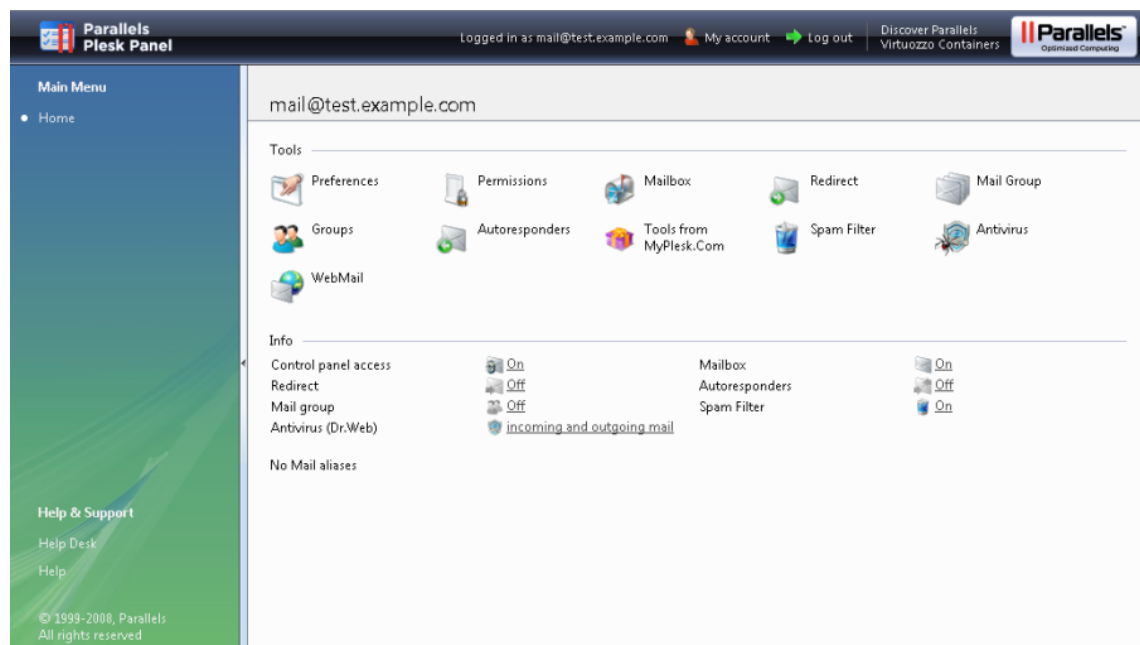 Parallels
Plesk Panel
Logged in as mail@test.example.com My account Log out
Discover Parallels
Virtuozzo Containers
Parallels™
Optimized Computing
Main Menu
Home
mail@test.example.com
Tools
Preferences Permissions Mailbox Redirect Mail Group
Groups Autoresponders Tools from
MyPlesk.Com Spam Filter Antivirus
WebMail
Info
Control panel access On Mailbox On
Redirect Off Autoresponders Off
Mail group Off Spam Filter On
Antivirus (Dr.Web) incoming and outgoing mail
No Mail aliases
Help & Support
Help Desk
Help
© 1999-2008, Parallels
All rights reserved